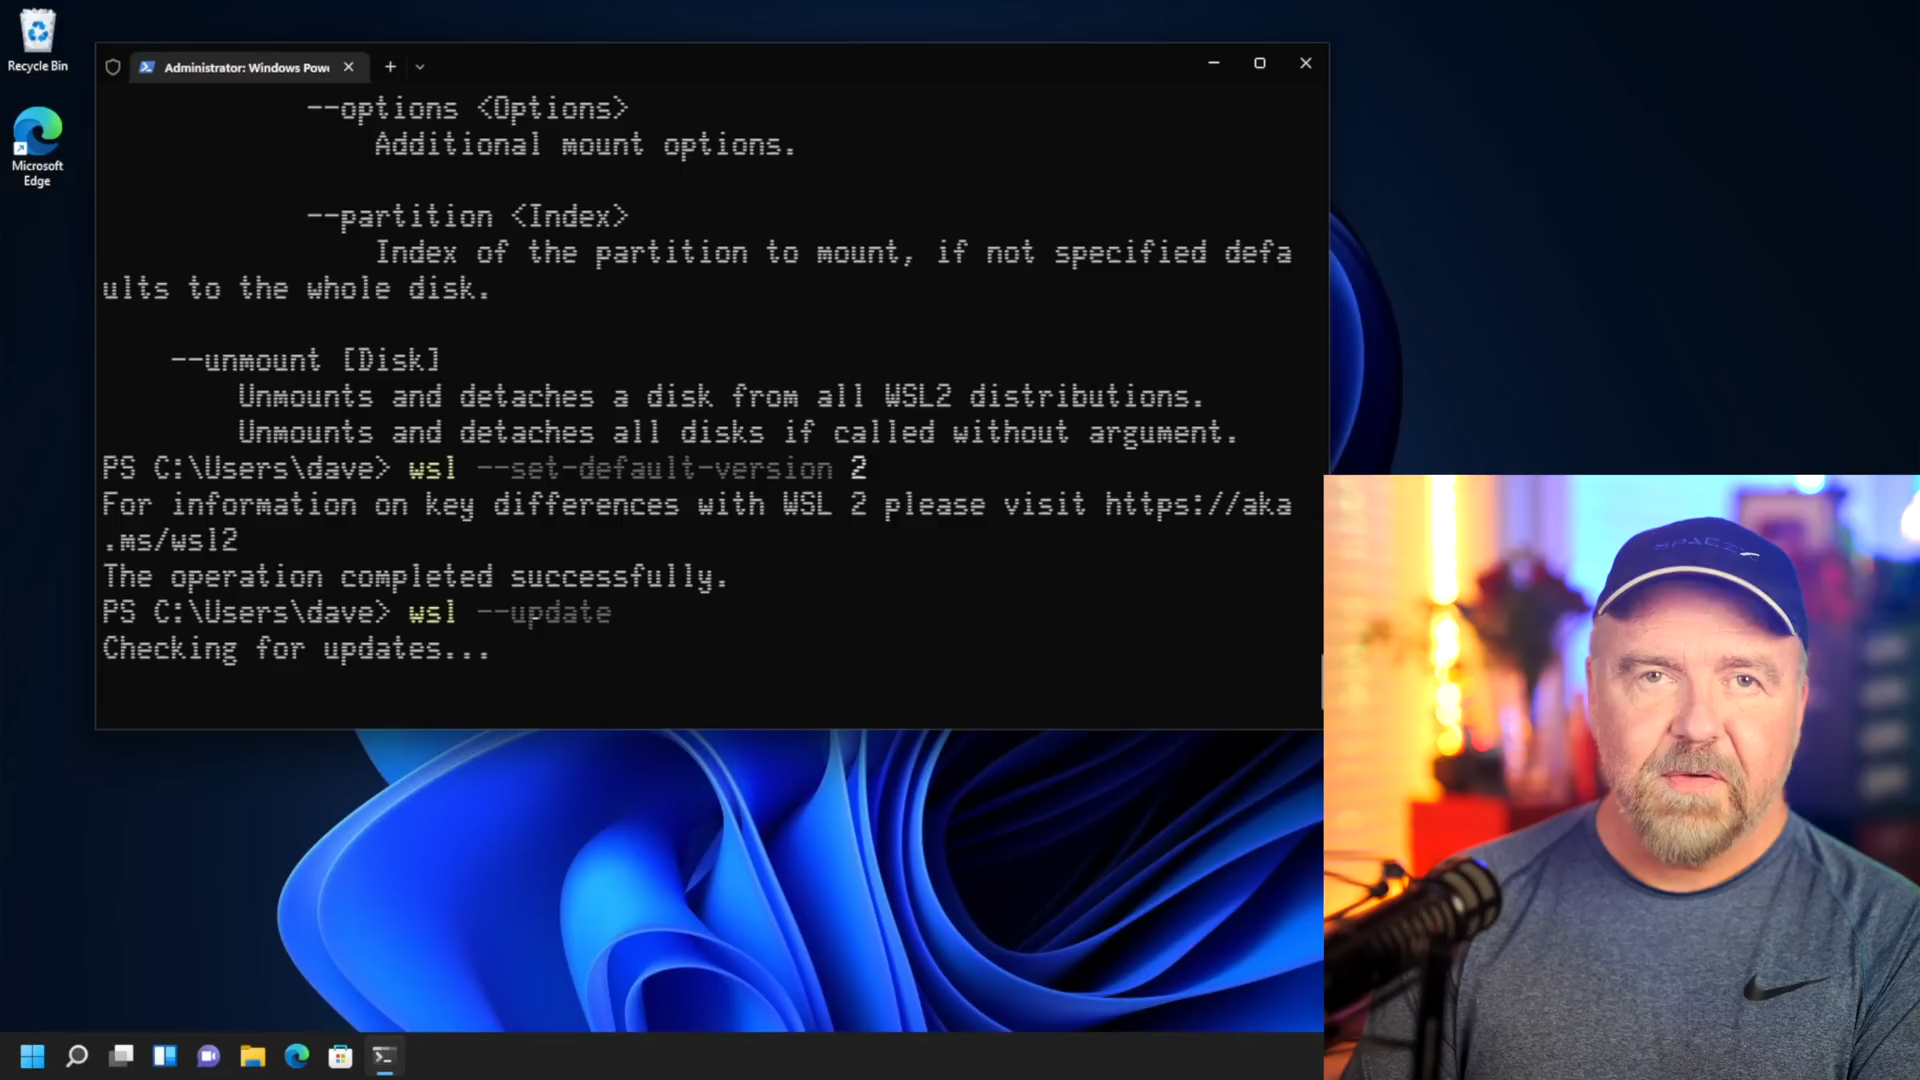 Recycle Bin
Microsoft
Edge
Administrator: Windows Pow
--options <Options>
Additional mount options.
--partition <Index>
Index of the partition to mount, if not specified defa
ults to the whole disk.
--unmount [Disk]
Unmounts and detaches a disk from all WSL2 distributions.
Unmounts and detaches all disks if called without argument.
PS C:\Users\dave> wsl --set-default-version 2
For information on key differences with WSL 2 please visit https://aka
.ms/wsl2
The operation completed successfully.
PS C:\Users\dave> wsl --update
Checking for updates...